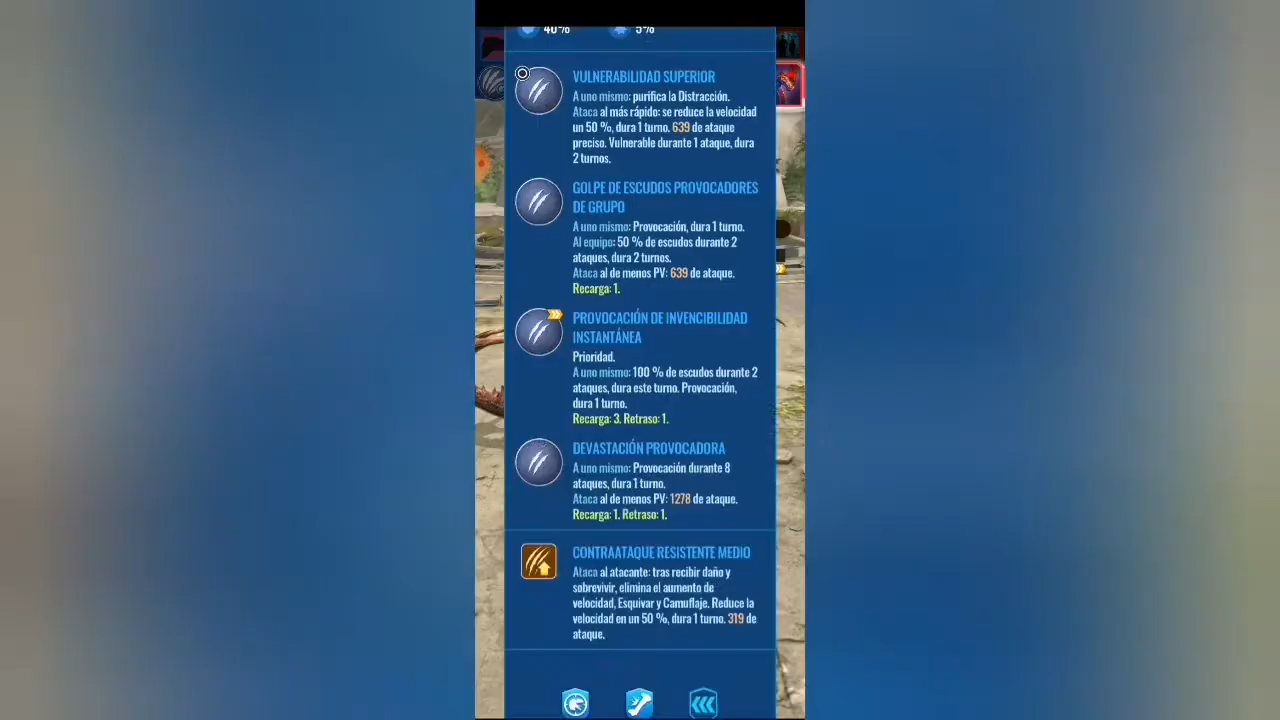 40% 5%
VULNERABILIDAD SUPERIOR
A uno mismo: purifica la Distracción.
Ataca al más rápido: se reduce la velocidad
un 50 %, dura 1 turno. 639 de ataque
preciso. Vulnerable durante 1 ataque, dura
2 turnos.
GOLPE DE ESCUDOS PROVOCADORES
DE GRUPO
A uno mismo: Provocación, dura 1 turno.
Al equipo: 50 % de escudos durante 2
ataques, dura 2 turnos.
Ataca al de menos PV: 639 de ataque.
Recarga: 1.
PROVOCACIÓN DE INVENCIBILIDAD
INSTANTÁNEA
Prioridad.
A uno mismo: 100 % de escudos durante 2
ataques, dura este turno. Provocación,
dura 1 turno.
Recarga: 3. Retraso: 1.
DEVASTACIÓN PROVOCADORA
A uno mismo: Provocación durante 8
ataques, dura 1 turno.
Ataca al de menos PV: 1278 de ataque.
Recarga: 1. Retraso: 1.
CONTRAATAQUE RESISTENTE MEDIO
Ataca al atacante: tras recibir daño y
sobrevivir, elimina el aumento de
velocidad, Esquivar y Camuflaje. Reduce la
velocidad en un 50 %, dura 1 turno. 319 de
ataque.